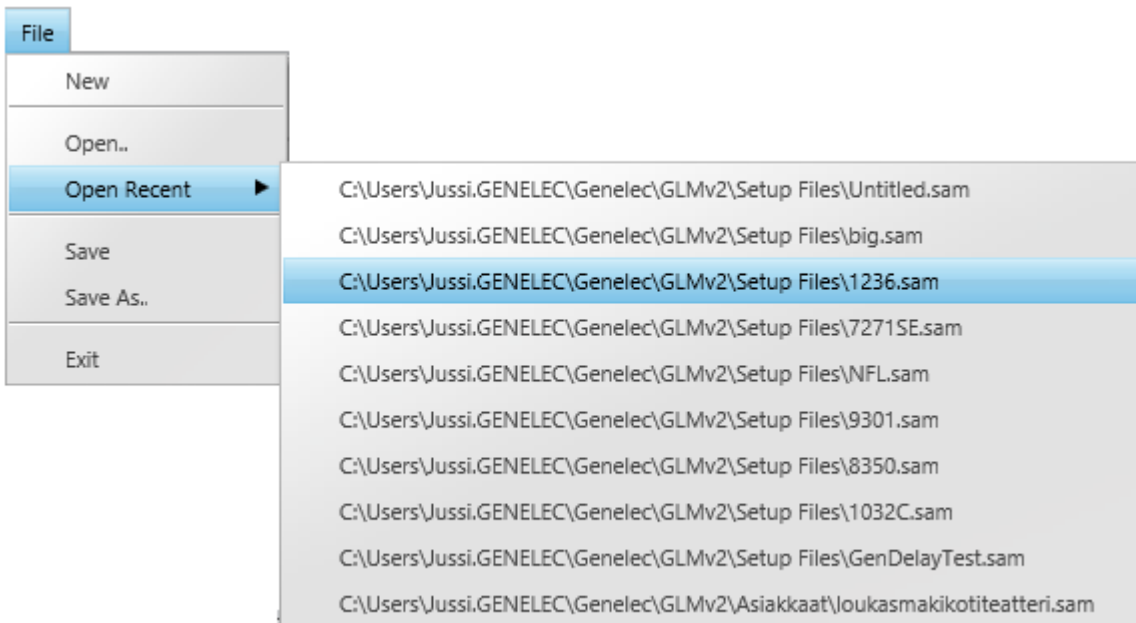 File
New
Open..
Open Recent
Save
Save As..
Exit
C:\Users\Jussi.GENELEC\Genelec\GLMv2\Setup Files\Untitled.sam
C:\Users\Jussi.GENELEC\Genelec\GLMv2\Setup Files\big.sam
C:\Users\Jussi.GENELEC\Genelec\GLMv2\Setup Files\1236.sam
C:\Users\Jussi.GENELEC\Genelec\GLMv2\Setup Files\7271SE.sam
C:\Users\Jussi.GENELEC\Genelec\GLMv2\Setup Files\NFL.sam
C:\Users\Jussi.GENELEC\Genelec\GLMv2\Setup Files\9301.sam
C:\Users\Jussi.GENELEC\Genelec\GLMv2\Setup Files\8350.sam
C:\Users\Jussi.GENELEC\Genelec\GLMv2\Setup Files\1032C.sam
C:\Users\Jussi.GENELEC\Genelec\GLMv2\Setup Files\GenDelayTest.sam
C:\Users\Jussi.GENELEC\Genelec\GLMv2\Asiakkaat\loukasmakikotiteatteri.sam